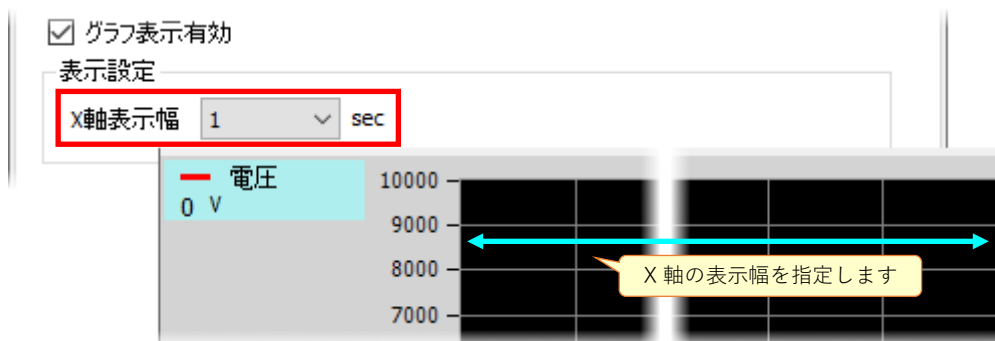 グラフ表示有効
表示設定
X軸表示幅 1 sec
電圧
0 V
10000
9000
8000
7000
X 軸の表示幅を指定します